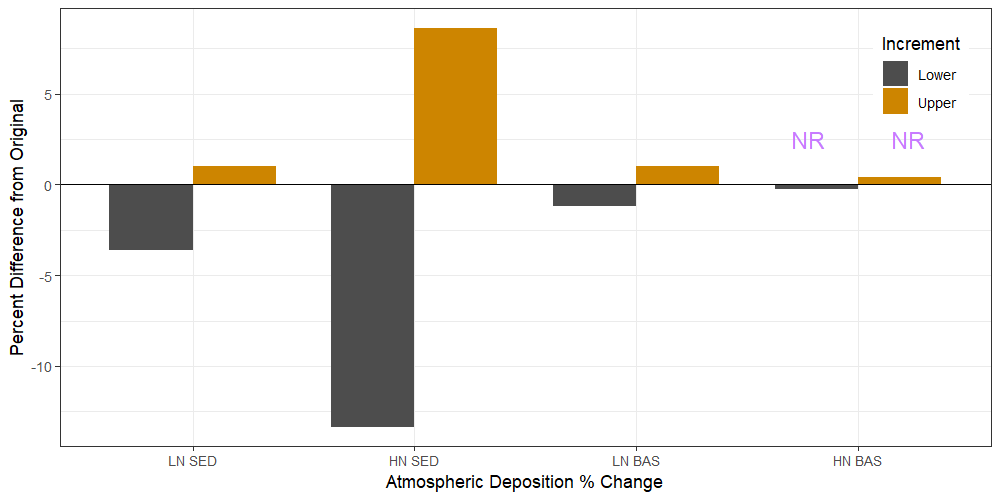 Increment
Lower
Upper
NR NR
Percent Difference from Original
5
0
-5
-10
LN SED HN SED LN BAS HN BAS
Atmospheric Deposition % Change